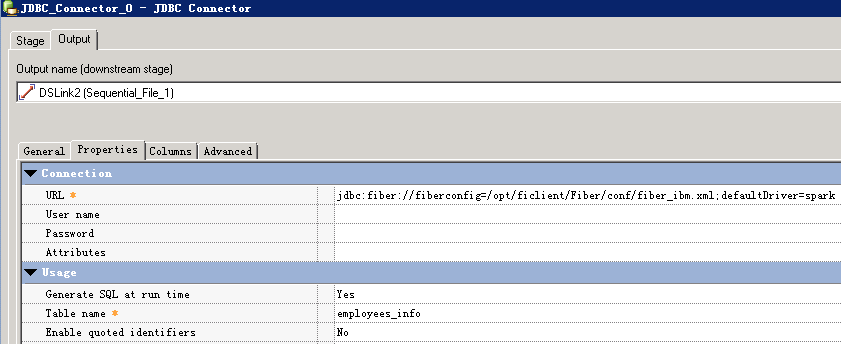 JDBC_Connector_0 - JDBC Connector
Stage Output
Output name (downstream stage)
DSLink2 (Sequential_File_1)
General Properties Columns Advanced
Connection
URL * jdbc:fiber://fiberconfig=/opt/ficlient/Fiber/conf/fiber_ibm.xml;defaultDriver=spark
User name
Password
Attributes
Usage
Generate SQL at run time Yes
Table name * employees_info
Enable quoted identifiers No